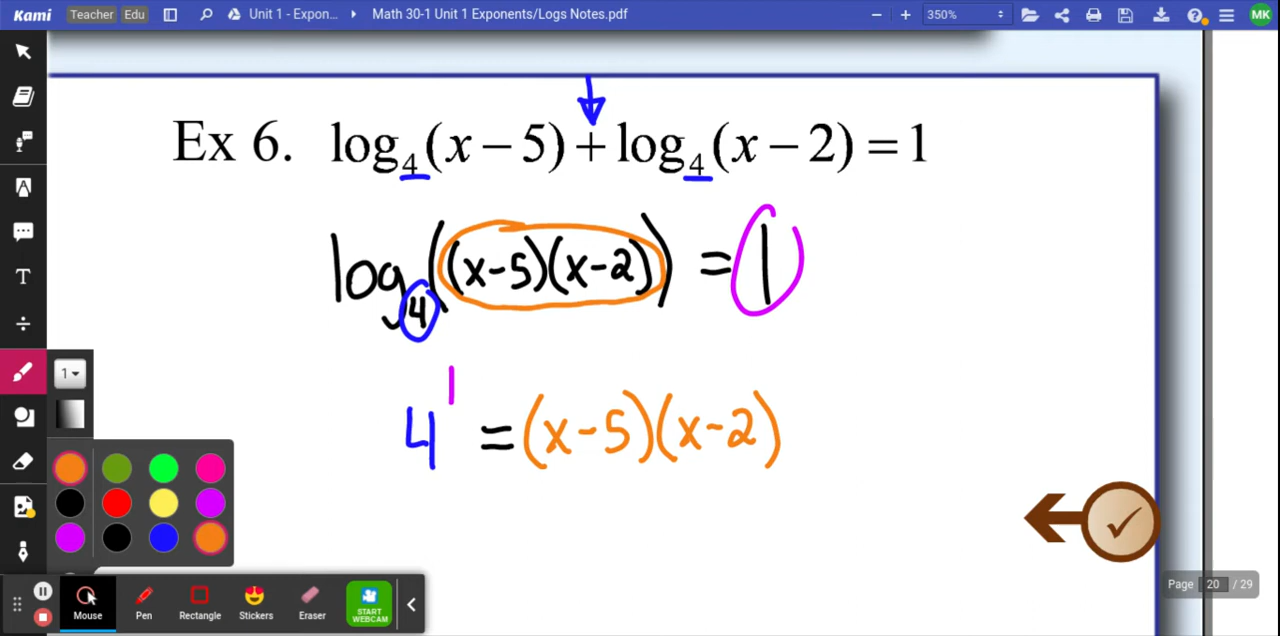 Kami Teacher Edu Unit 1 - Expon... Math 30-1 Unit 1 Exponents/Logs Notes.pdf 350% MK
Ex 6. log₄(x − 5) + log₄(x − 2) = 1
log₄((x-5)(x-2)) = 1
4¹ = (x-5)(x-2)
T
1
Page 20 / 29
Mouse Pen Rectangle Stickers Eraser START WEBCAM